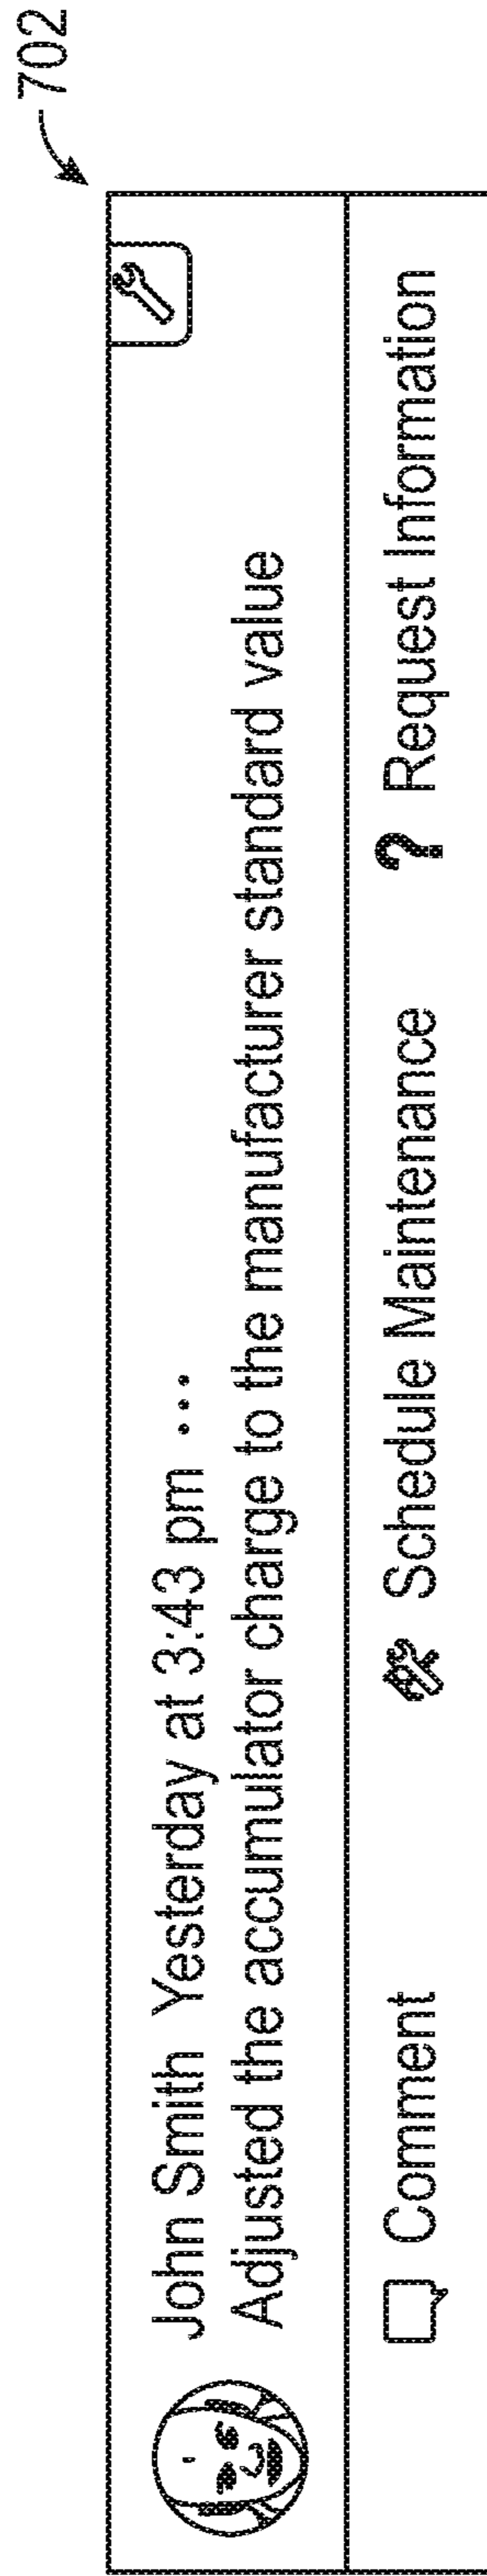 702
John Smith Yesterday at 3:43 pm ...
Adjusted the accumulator charge to the manufacturer standard value
Comment Schedule Maintenance ? Request Information